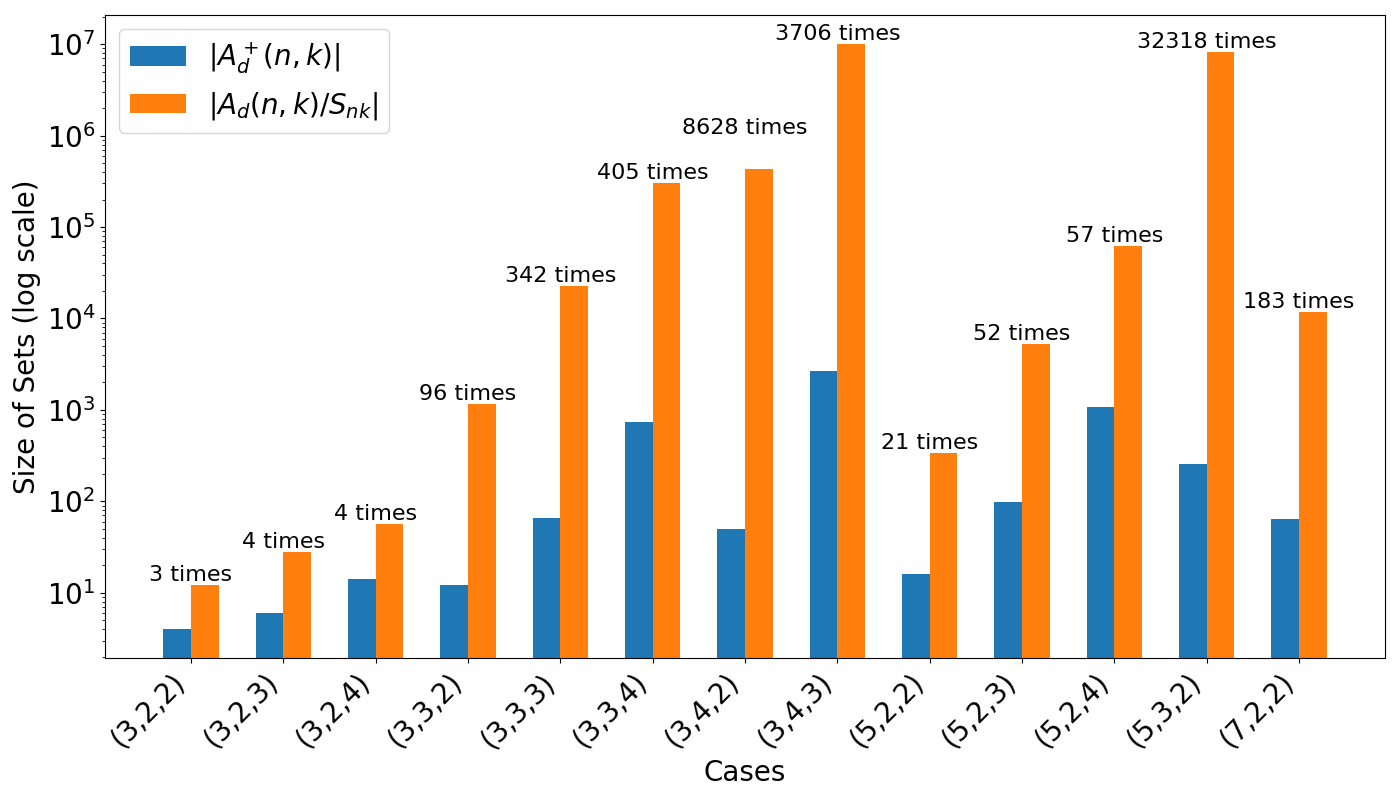 Size of Sets (log scale)
10^7
10^6
10^5
10^4
10^3
10^2
10^1
|A_d^+(n, k)|
|A_d(n, k)/S_{nk}|
3 times
4 times
4 times
96 times
342 times
405 times
8628 times
3706 times
21 times
52 times
57 times
32318 times
183 times
(3,2,2)
(3,2,3)
(3,2,4)
(3,3,2)
(3,3,3)
(3,3,4)
(3,4,2)
(3,4,3)
(5,2,2)
(5,2,3)
(5,2,4)
(5,3,2)
(7,2,2)
Cases